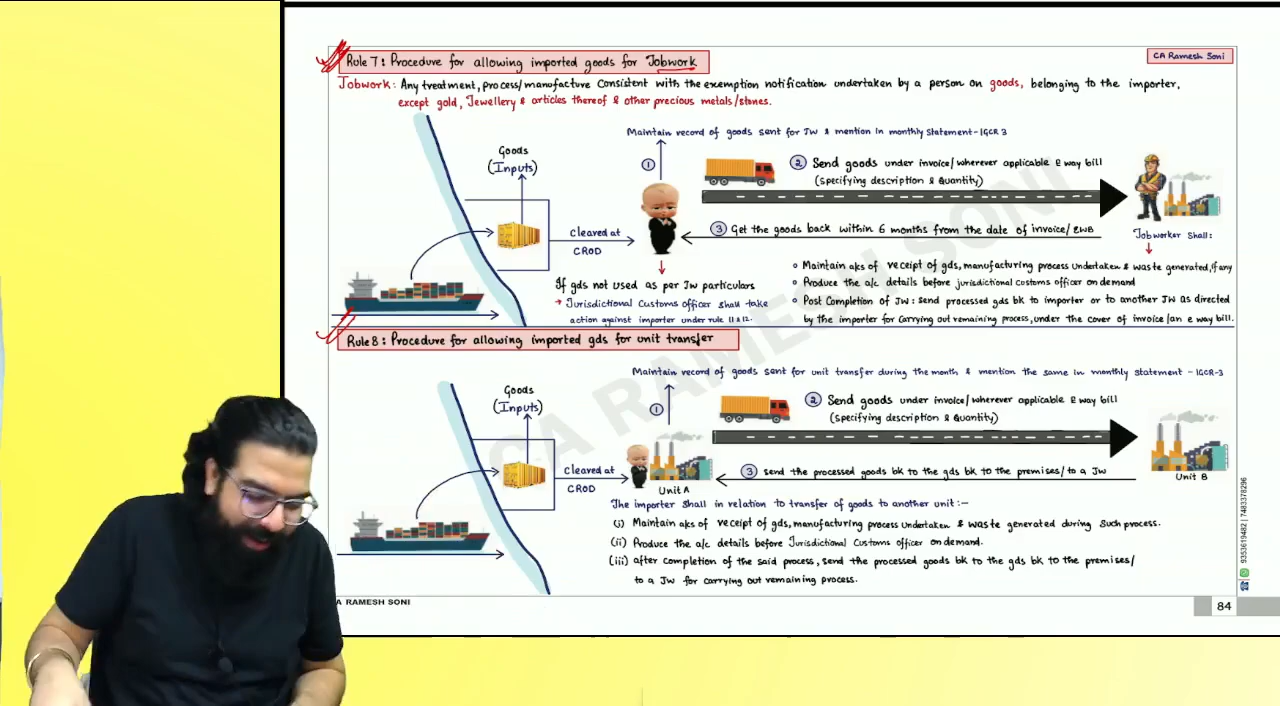 Rule 7: Procedure for allowing imported goods for Jobwork
CA Ramesh Soni
Jobwork: Any treatment, process/manufacture consistent with the exemption notification undertaken by a person on goods, belonging to the importer,
except gold, Jewellery & articles thereof & other precious metals/stones.
Maintain record of goods sent for JW & mention in monthly statement-IGCR 3
Goods
(Inputs)
1
2 Send goods under invoice/wherever applicable E way bill
(specifying description & Quantity)
Cleared at
CROD
3 Get the goods back within 6 months from the date of invoice/EWB
Jobworker Shall:
If gds not used as per JW particulars
→ Jurisdictional Customs officer shall take
action against importer under rule 11 & 12.
Maintain aks of receipt of gds, manufacturing process undertaken & waste generated, if any
Produce the a/c details before jurisdictional customs officer on demand
Post Completion of JW: send processed gds bk to importer or to another JW as directed
by the importer for carrying out remaining process, under the cover of invoice/an e way bill.
Rule 8: Procedure for allowing imported gds for unit transfer
Maintain record of goods sent for unit transfer during the month & mention the same in monthly statement - IGCR-3
Goods
(Inputs)
1
2 Send goods under invoice/wherever applicable E way bill
(specifying description & Quantity)
Cleared at
CROD
3 send the processed goods bk to the gds bk to the premises/to a JW
Unit A
Unit B
The importer shall in relation to transfer of goods to another unit:-
(i) Maintain aks of receipt of gds, manufacturing process undertaken & waste generated during such process.
(ii) Produce the a/c details before Jurisdictional Customs officer on demand.
(iii) after completion of the said process, send the processed goods bk to the gds bk to the premises/
to a JW for carrying out remaining process.
CA RAMESH SONI
9353619482 | 7483378296
A RAMESH SONI
84